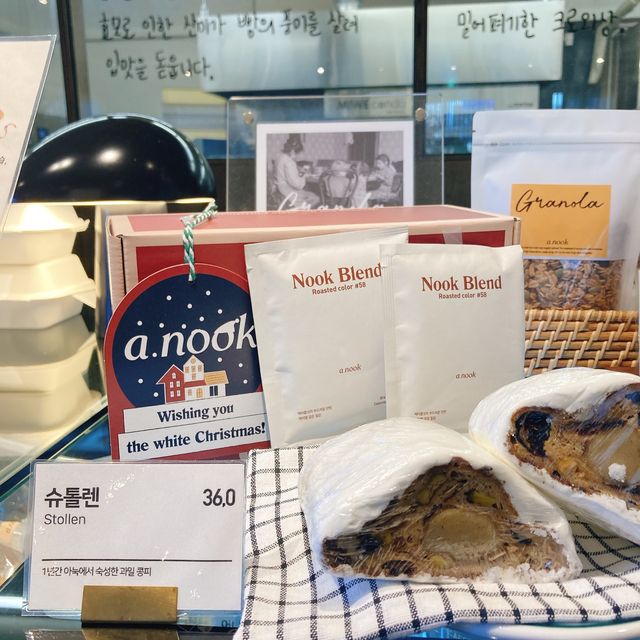 효모로 인한 산미가 빵의 풍미를 살려
입맛을 돋웁니다.
밀어 펴기한 크로와상,
Granola
a.nook
Nook Blend
Roasted color #58
a.nook
Nook Blend
Roasted color #58
a.nook
a.nook
Wishing you
the white Christmas!
슈톨렌 36,0
Stollen
1년간 아눅에서 숙성한 과일 콩피